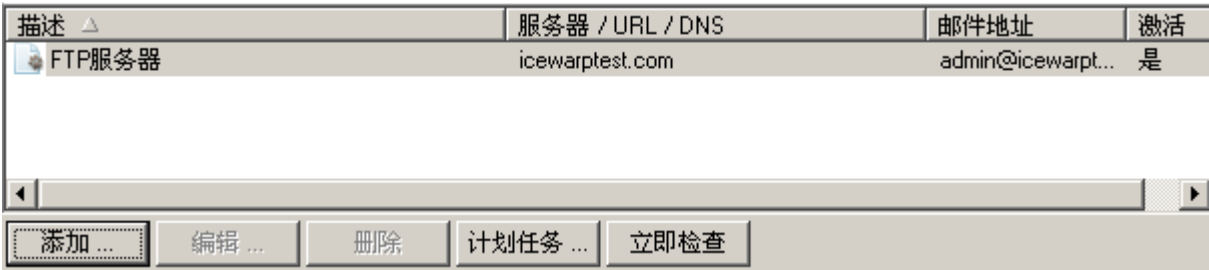 描述 服务器 / URL / DNS 邮件地址 激活
FTP服务器 icewarptest.com admin@icewarpt... 是
添加 ... 编辑 ... 删除 计划任务 ... 立即检查